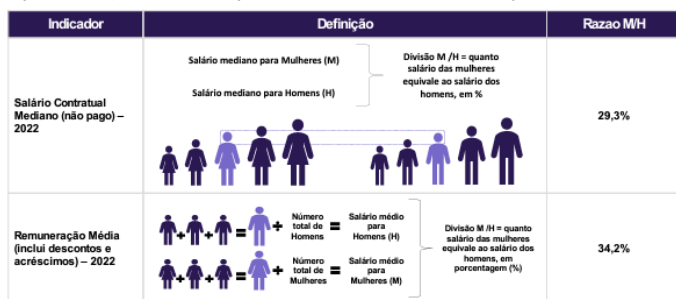 Indicador
Definição
Razao M/H
Salário Contratual
Mediano (não pago) –
2022
Salário mediano para Mulheres (M)
Salário mediano para Homens (H)
Divisão M /H = quanto
salário das mulheres
equivale ao salário dos
homens, em %
29,3%
Remuneração Média
(inclui descontos e
acréscimos) – 2022
+ + = +
Número
total de
Homens
=
Salário médio
para
Homens (H)
+ + = +
Número
total de
Mulheres
=
Salário médio
para
Mulheres (M)
Divisão M /H = quanto
salário das mulheres
equivale ao salário dos
homens, em
porcentagem (%)
34,2%